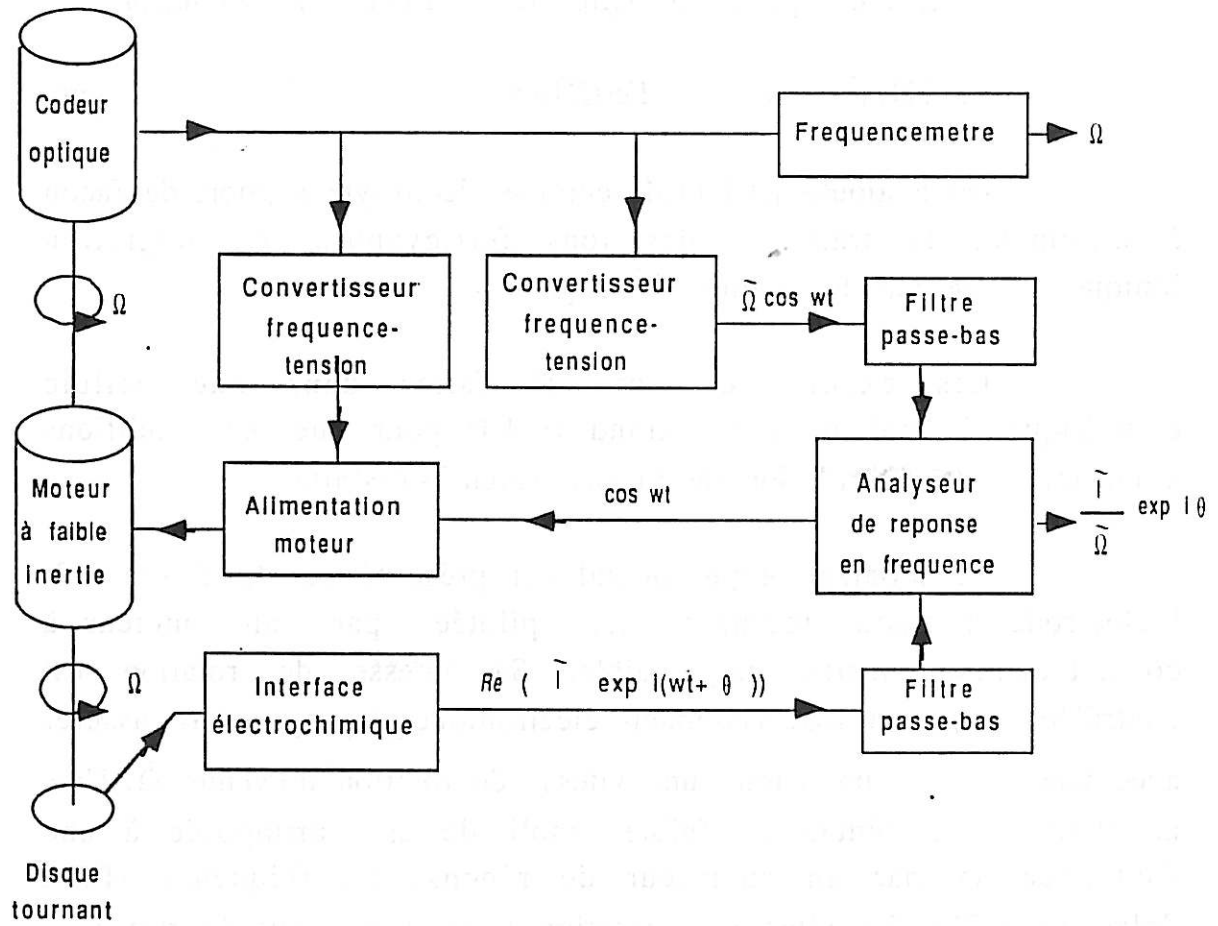 Codeur
optique
Frequencemetre
Ω
Ω
Convertisseur
frequence-
tension
Convertisseur
frequence-
tension
Ω̃ cos wt
Filtre
passe-bas
Moteur
à faible
inertie
Alimentation
moteur
cos wt
Analyseur
de reponse
en frequence
Ĩ
Ω̃
exp iθ
Ω
Interface
électrochimique
Re ( Ĩ exp i(wt+ θ ))
Filtre
passe-bas
Disque
tournant